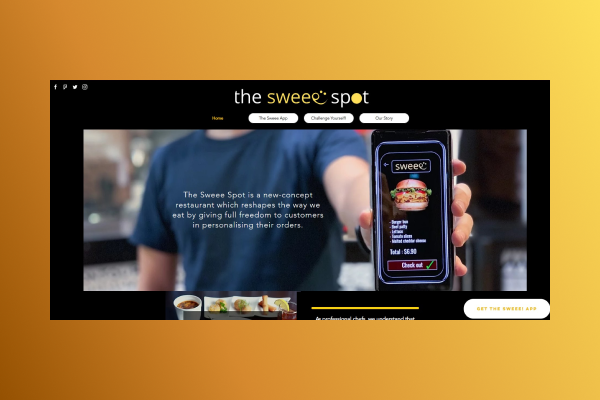 the sweee spot
Home
The Sweee App
Challenge Yourself!
Our Story
The Sweee Spot is a new-concept
restaurant which reshapes the way we
eat by giving full freedom to customers
in personalising their orders.
sweee
- Burger bun
- Beef patty
- Lettuce
- Tomato slices
- Melted cheddar cheese
Total : $6.90
Check out
As professional chefs, we understand that
GET THE SWEEE! APP